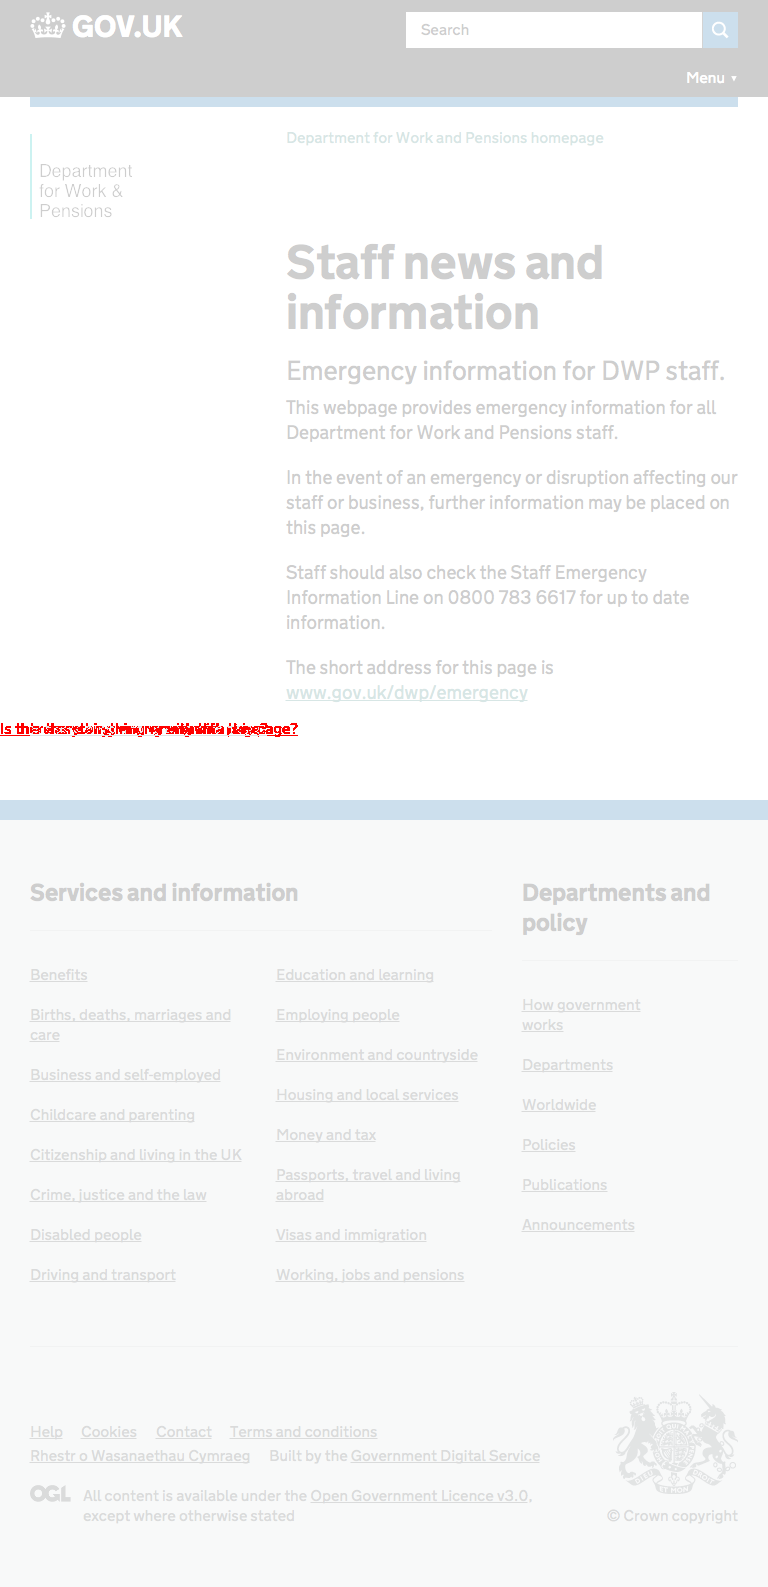 GOV.UK
Search
Menu ▼
Department for Work and Pensions homepage
Department
for Work &
Pensions
Staff news and
information
Emergency information for DWP staff.
This webpage provides emergency information for all
Department for Work and Pensions staff.
In the event of an emergency or disruption affecting our
staff or business, further information may be placed on
this page.
Staff should also check the Staff Emergency
Information Line on 0800 783 6617 for up to date
information.
The short address for this page is
www.gov.uk/dwp/emergency
Services and information
Departments and
policy
Benefits
Births, deaths, marriages and
care
Business and self-employed
Childcare and parenting
Citizenship and living in the UK
Crime, justice and the law
Disabled people
Driving and transport
Education and learning
Employing people
Environment and countryside
Housing and local services
Money and tax
Passports, travel and living
abroad
Visas and immigration
Working, jobs and pensions
How government
works
Departments
Worldwide
Policies
Publications
Announcements
Help Cookies Contact Terms and conditions
Rhestr o Wasanaethau Cymraeg Built by the Government Digital Service
OGL All content is available under the Open Government Licence v3.0,
except where otherwise stated
© Crown copyright